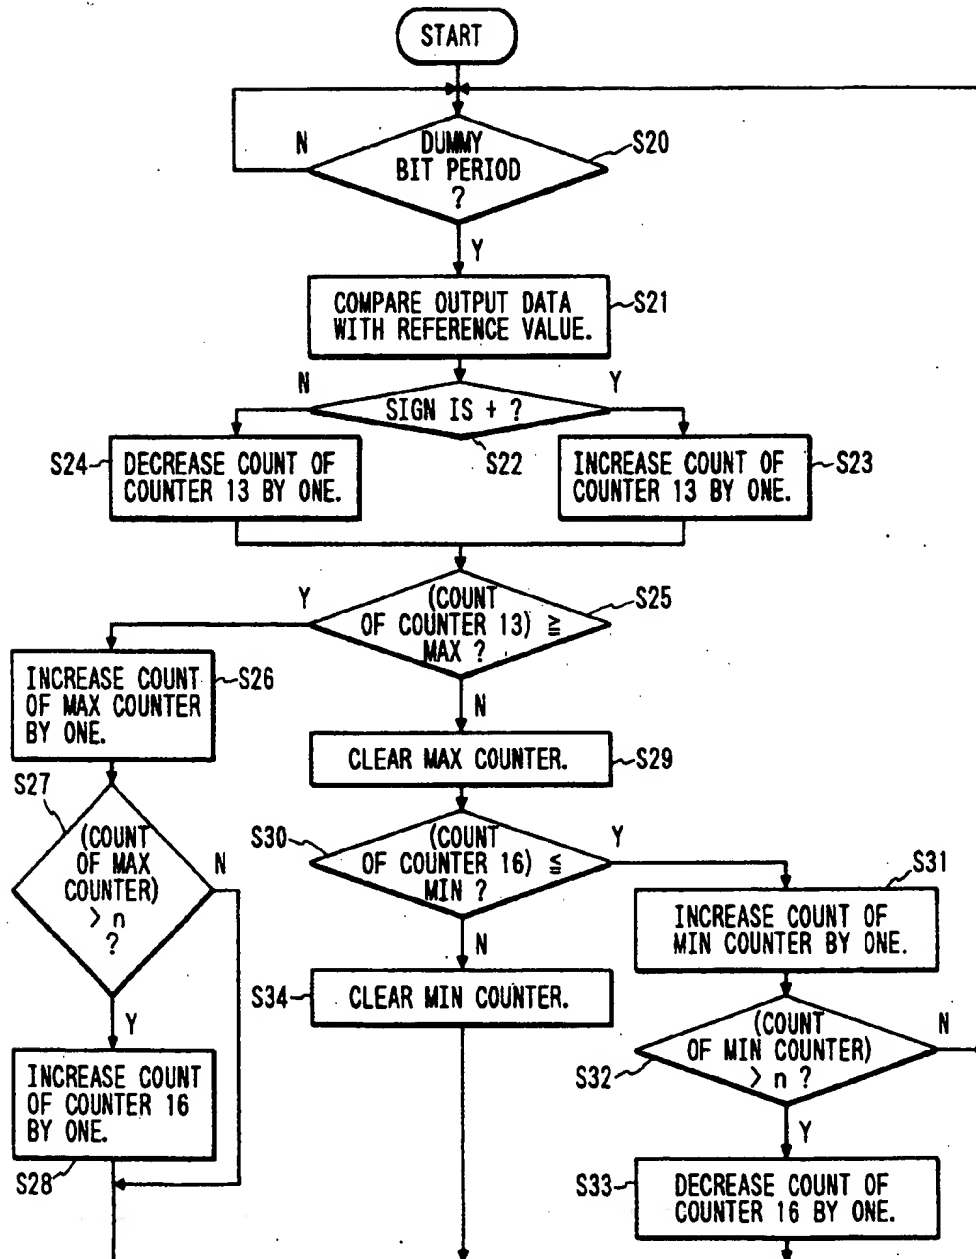 START
N
DUMMY
BIT PERIOD
?
S20
Y
COMPARE OUTPUT DATA
WITH REFERENCE VALUE.
S21
N
SIGN IS + ?
Y
S22
S24
DECREASE COUNT OF
COUNTER 13 BY ONE.
INCREASE COUNT OF
COUNTER 13 BY ONE.
S23
Y
(COUNT
OF COUNTER 13) ≧
MAX ?
S25
N
INCREASE COUNT
OF MAX COUNTER
BY ONE.
S26
CLEAR MAX COUNTER.
S29
S27
(COUNT
OF MAX
COUNTER)
> n
?
N
Y
S30
(COUNT
OF COUNTER 16) ≦
MIN ?
Y
N
S31
INCREASE COUNT OF
MIN COUNTER BY ONE.
S34
CLEAR MIN COUNTER.
S32
(COUNT
OF MIN COUNTER)
> n ?
N
Y
INCREASE COUNT
OF COUNTER 16
BY ONE.
S28
S33
DECREASE COUNT OF
COUNTER 16 BY ONE.